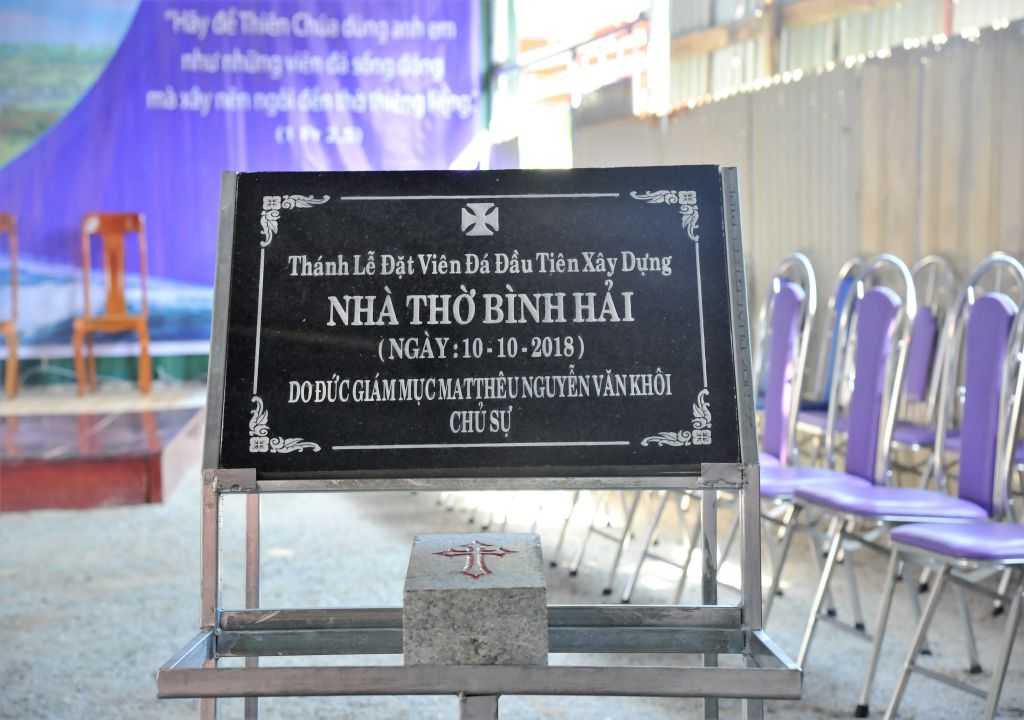 “Hãy để Thiên Chúa dùng anh em
như những viên đá sống động
mà xây nên ngôi đền thờ thiêng liêng.”
(1 Pr 2,5)
Thánh Lễ Đặt Viên Đá Đầu Tiên Xây Dựng
NHÀ THỜ BÌNH HẢI
( NGÀY : 10 - 10 - 2018 )
DO ĐỨC GIÁM MỤC MATTHÊU NGUYỄN VĂN KHÔI
CHỦ SỰ